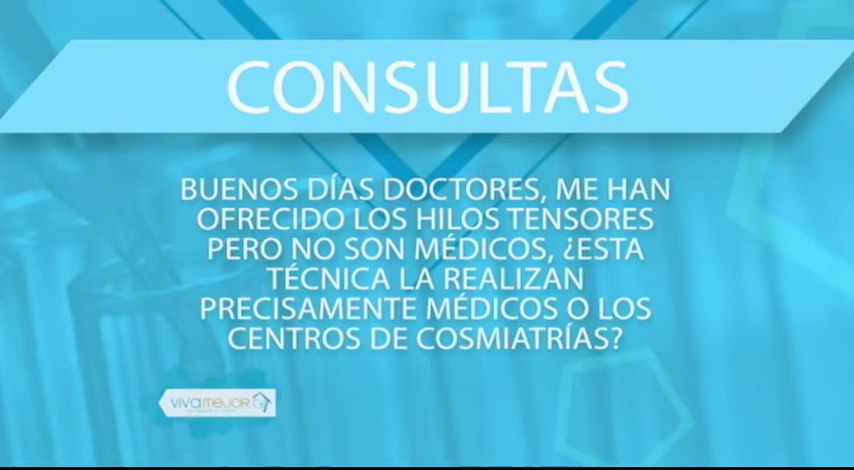 CONSULTAS
BUENOS DÍAS DOCTORES, ME HAN
OFRECIDO LOS HILOS TENSORES
PERO NO SON MÉDICOS, ¿ESTA
TÉCNICA LA REALIZAN
PRECISAMENTE MÉDICOS O LOS
CENTROS DE COSMIATRÍAS?
vivaMEJOR